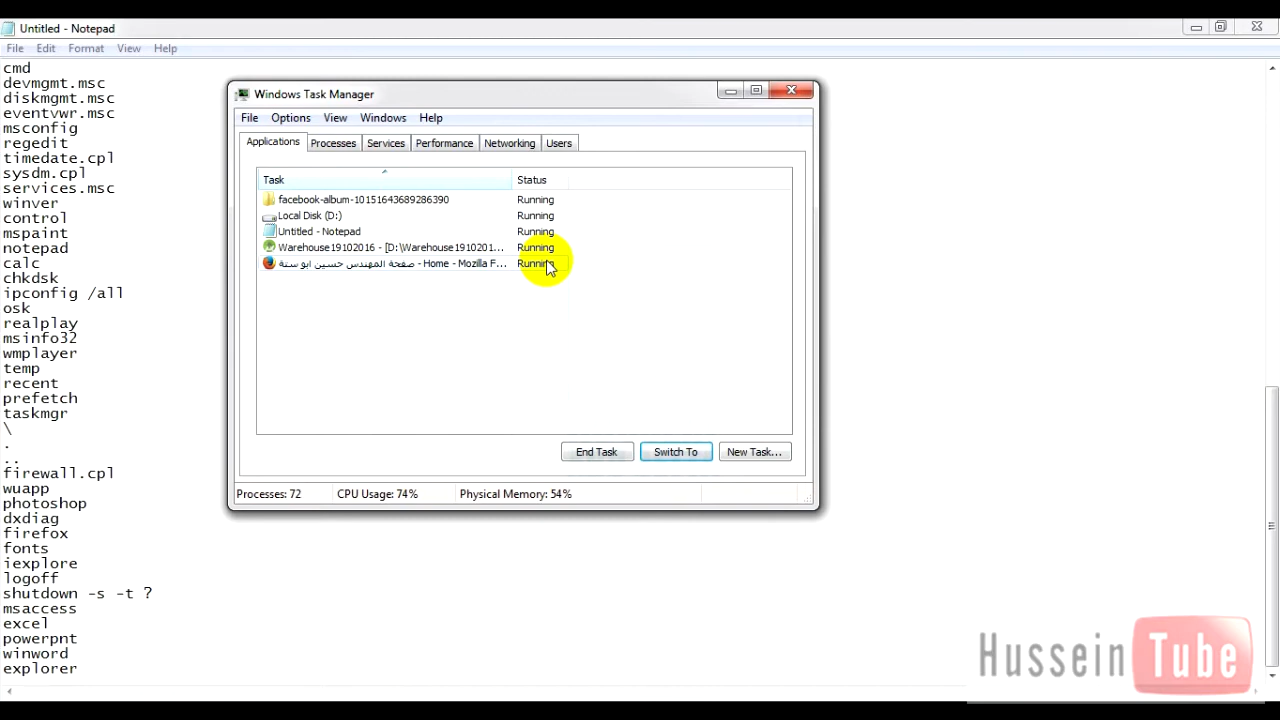 Untitled - Notepad
File Edit Format View Help
cmd
devmgmt.msc
diskmgmt.msc
eventvwr.msc
msconfig
regedit
timedate.cpl
sysdm.cpl
services.msc
winver
control
mspaint
notepad
calc
chkdsk
ipconfig /all
osk
realplay
msinfo32
wmplayer
temp
recent
prefetch
taskmgr
\
.
..
firewall.cpl
wuapp
photoshop
dxdiag
firefox
fonts
iexplore
logoff
shutdown -s -t ?
msaccess
excel
powerpnt
winword
explorer
Windows Task Manager
File Options View Windows Help
Applications Processes Services Performance Networking Users
Task Status
facebook-album-10151643689286390 Running
Local Disk (D:) Running
Untitled - Notepad Running
Warehouse19102016 - [D:\Warehouse1910201... Running
صفحة المهندس حسين ابو ستة - Home - Mozilla F... Running
End Task Switch To New Task...
Processes: 72 CPU Usage: 74% Physical Memory: 54%
Hussein Tube